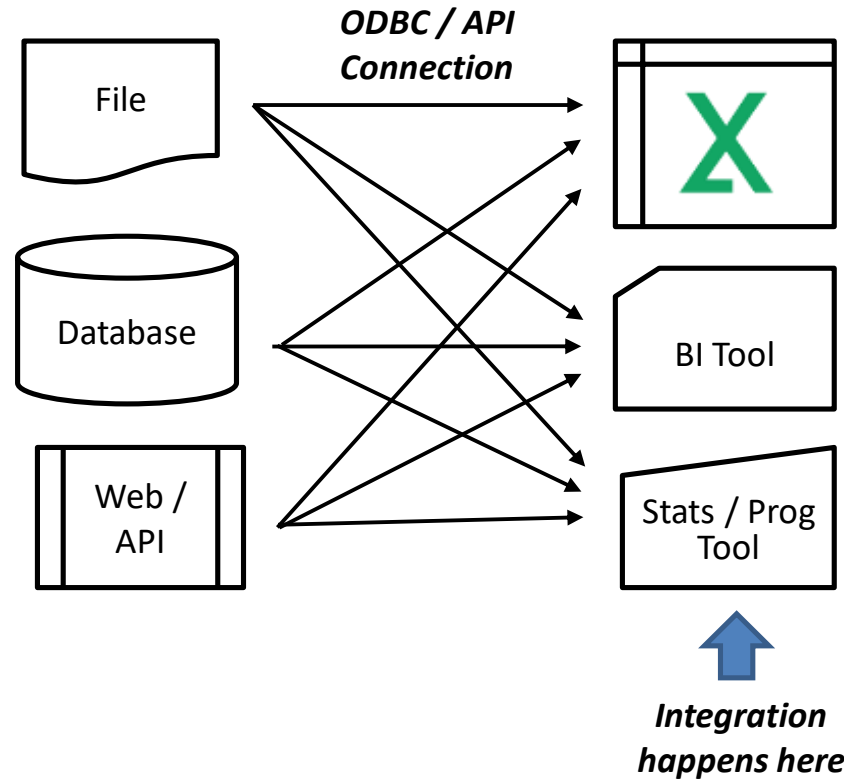 ODBC / API
Connection
File
X
Database
BI Tool
Web /
API
Stats / Prog
Tool
Integration
happens here